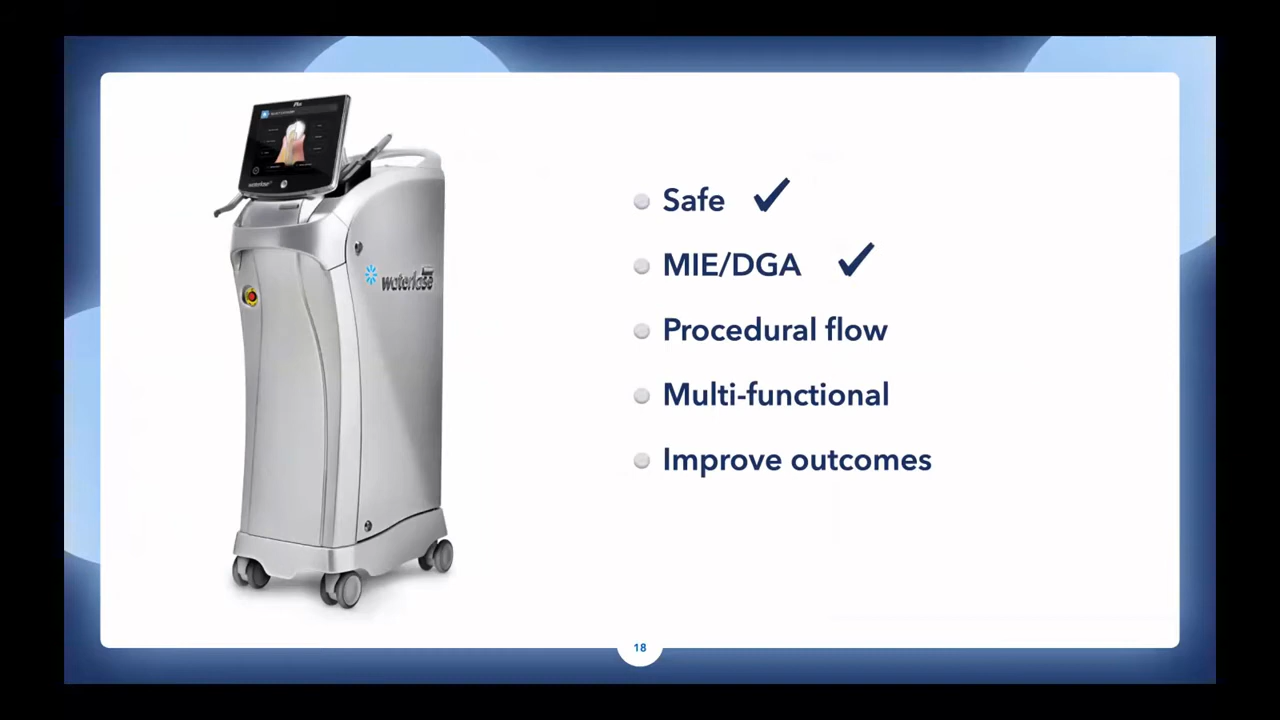 waterlase
Safe
MIE/DGA
Procedural flow
Multi-functional
Improve outcomes
18